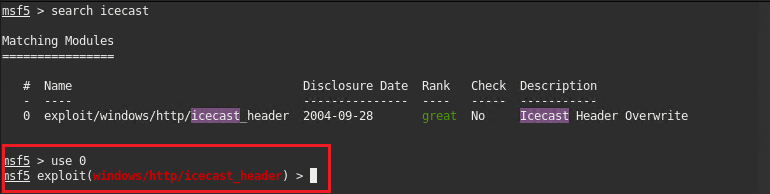 msf5 > search icecast
Matching Modules
================
#  Name                                 Disclosure Date  Rank   Check  Description
-  ----                                 ---------------  ----   -----  -----------
0  exploit/windows/http/icecast_header  2004-09-28       great  No     Icecast Header Overwrite
msf5 > use 0
msf5 exploit(windows/http/icecast_header) >